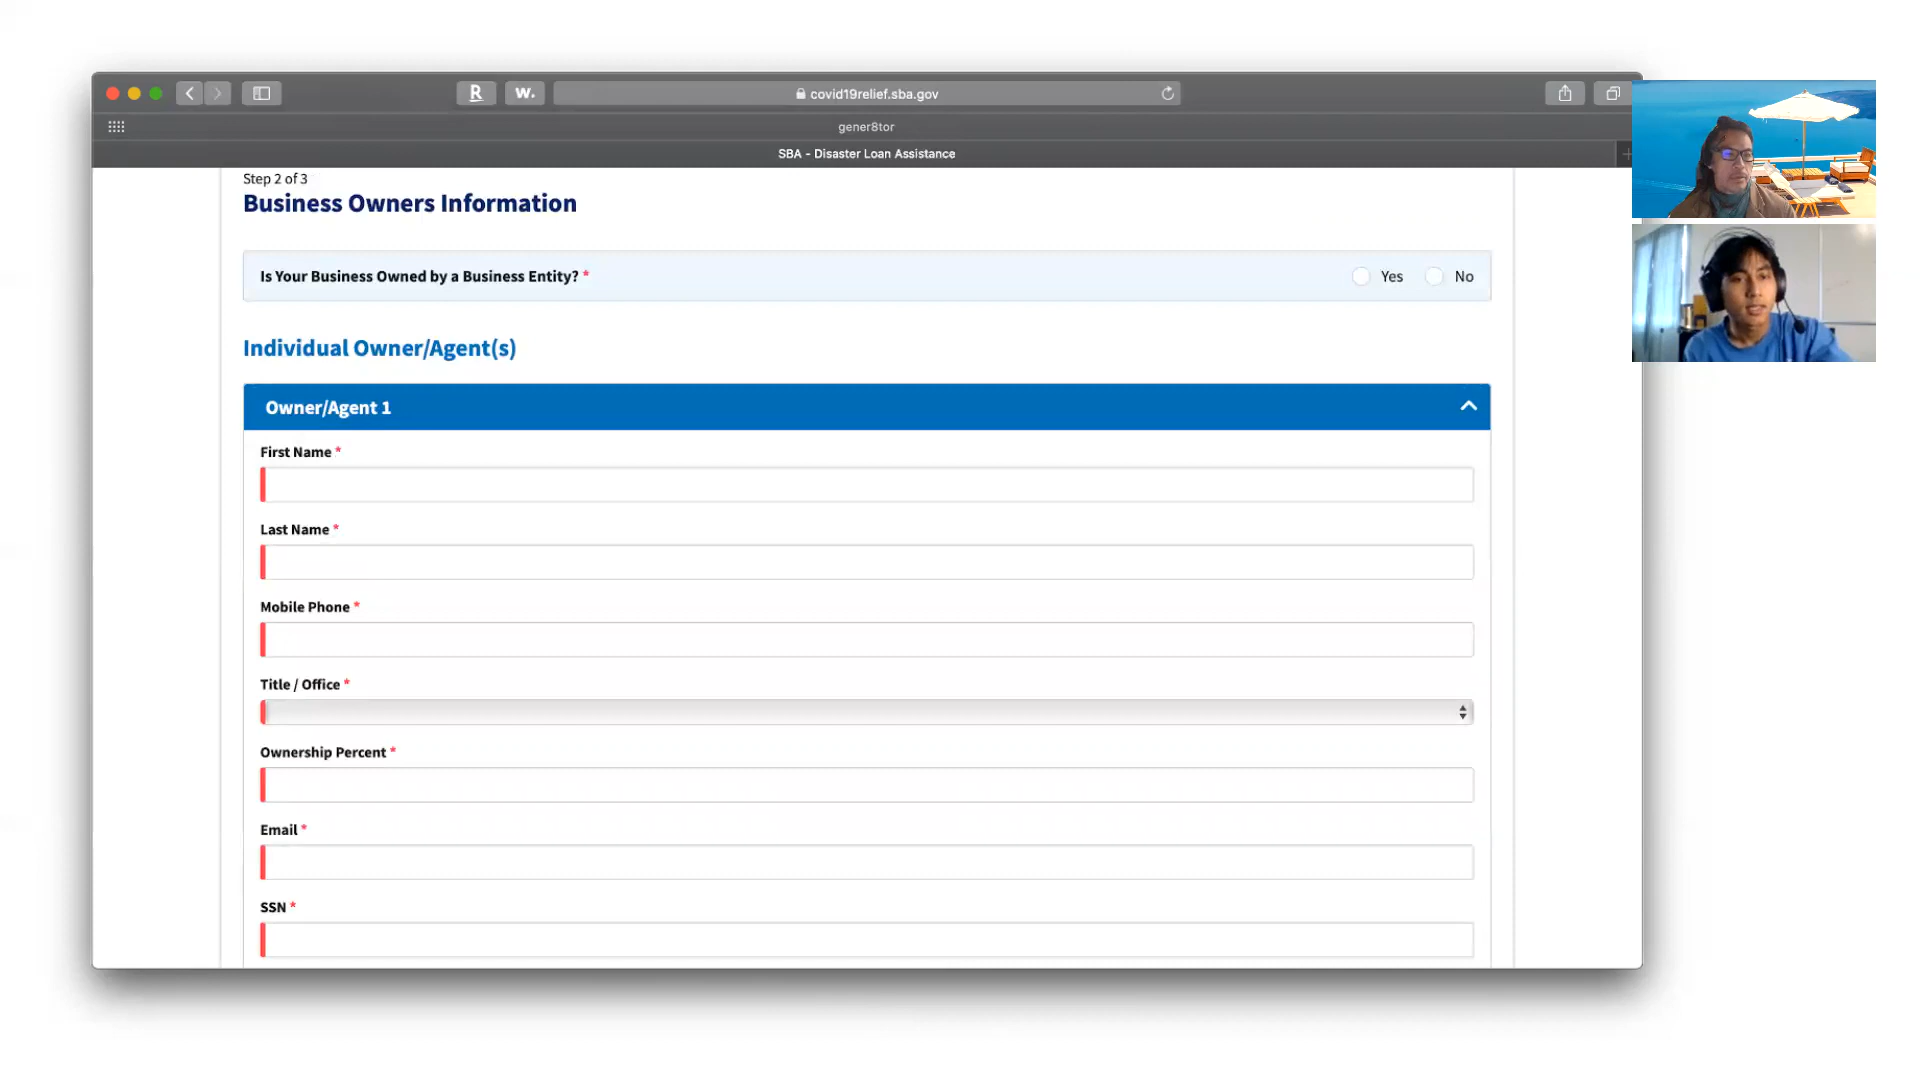 R
w.
covid19relief.sba.gov
gener8tor
SBA - Disaster Loan Assistance
Step 2 of 3
Business Owners Information
Is Your Business Owned by a Business Entity? *
Yes
No
Individual Owner/Agent(s)
Owner/Agent 1
First Name *
Last Name *
Mobile Phone *
Title / Office *
Ownership Percent *
Email *
SSN *